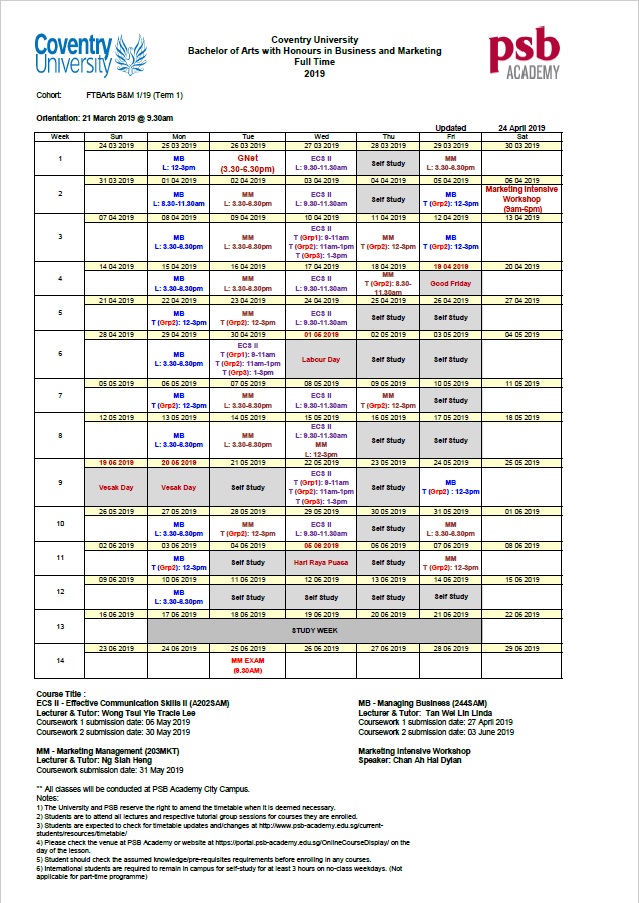 Coventry
University
psb
ACADEMY
Coventry University
Bachelor of Arts with Honours in Business and Marketing
Full Time
2019
Cohort: FTBArts B&M 1/19 (Term 1)
Orientation: 21 March 2019 @ 9.30am
Updated 24 April 2019
Week Sun Mon Tue Wed Thu Fri Sat
24 03 2019 25 03 2019 26 03 2019 27 03 2019 28 03 2019 29 03 2019 30 03 2019
1 MB GNet ECS II Self Study MM
L: 12-3pm (3.30-6.30pm) L: 9.30-11.30am L: 3.30-6.30pm
31 03 2019 01 04 2019 02 04 2019 03 04 2019 04 04 2019 05 04 2019 06 04 2019
2 MB MM ECS II Self Study MB Marketing Intensive Workshop
L: 8.30-11.30am L: 3.30-6.30pm L: 9.30-11.30am T (Grp2): 12-3pm (9am-6pm)
07 04 2019 08 04 2019 09 04 2019 10 04 2019 11 04 2019 12 04 2019 13 04 2019
3 MB MM ECS II MM MB
L: 3.30-6.30pm L: 3.30-6.30pm T (Grp1): 9-11am T (Grp2): 12-3pm T (Grp2): 12-3pm
T (Grp2): 11am-1pm
T (Grp3): 1-3pm
14 04 2019 15 04 2019 16 04 2019 17 04 2019 18 04 2019 19 04 2019 20 04 2019
4 MB MM ECS II MM Good Friday
L: 3.30-6.30pm L: 3.30-6.30pm L: 9.30-11.30am T (Grp2): 8.30-11.30am
21 04 2019 22 04 2019 23 04 2019 24 04 2019 25 04 2019 26 04 2019 27 04 2019
5 MB MM ECS II Self Study Self Study
T (Grp2): 12-3pm T (Grp2): 12-3pm L: 9.30-11.30am
28 04 2019 29 04 2019 30 04 2019 01 05 2019 02 05 2019 03 05 2019 04 05 2019
6 MB ECS II Labour Day Self Study Self Study
L: 3.30-6.30pm T (Grp1): 9-11am
T (Grp2): 11am-1pm
T (Grp3): 1-3pm
05 05 2019 06 05 2019 07 05 2019 08 05 2019 09 05 2019 10 05 2019 11 05 2019
7 MB MM ECS II MM Self Study
T (Grp2): 12-3pm L: 3.30-6.30pm L: 9.30-11.30am T (Grp2): 12-3pm
12 05 2019 13 05 2019 14 05 2019 15 05 2019 16 05 2019 17 05 2019 18 05 2019
8 MB MM ECS II Self Study Self Study
L: 3.30-6.30pm L: 3.30-6.30pm L: 9.30-11.30am
MM
L: 12-3pm
19 05 2019 20 05 2019 21 05 2019 22 05 2019 23 05 2019 24 05 2019 25 05 2019
9 Vesak Day Vesak Day Self Study ECS II Self Study MB
T (Grp1): 9-11am T (Grp2) : 12-3pm
T (Grp2): 11am-1pm
T (Grp3): 1-3pm
26 05 2019 27 05 2019 28 05 2019 29 05 2019 30 05 2019 31 05 2019 01 06 2019
10 MB MM ECS II Self Study MM
L: 3.30-6.30pm T (Grp2): 12-3pm L: 9.30-11.30am L: 3.30-6.30pm
02 06 2019 03 06 2019 04 06 2019 05 06 2019 06 06 2019 07 06 2019 08 06 2019
11 MB Self Study Hari Raya Puasa Self Study MM
T (Grp2): 12-3pm T (Grp2): 12-3pm
09 06 2019 10 06 2019 11 06 2019 12 06 2019 13 06 2019 14 06 2019 15 06 2019
12 MB Self Study Self Study Self Study Self Study
L: 3.30-6.30pm
16 06 2019 17 06 2019 18 06 2019 19 06 2019 20 06 2019 21 06 2019 22 06 2019
13 STUDY WEEK
23 06 2019 24 06 2019 25 06 2019 26 06 2019 27 06 2019 28 06 2019 29 06 2019
14 MM EXAM
(9.30AM)
Course Title :
ECS II - Effective Communication Skills II (A202SAM)
Lecturer & Tutor: Wong Tsui Yie Tracie Lee
Coursework 1 submission date: 06 May 2019
Coursework 2 submission date: 30 May 2019
MB - Managing Business (244SAM)
Lecturer & Tutor: Tan Wei Lin Linda
Coursework 1 submission date: 27 April 2019
Coursework 2 submission date: 03 June 2019
MM - Marketing Management (203MKT)
Lecturer & Tutor: Ng Siah Heng
Coursework submission date: 31 May 2019
Marketing Intensive Workshop
Speaker: Chan Ah Hai Dylan
** All classes will be conducted at PSB Academy City Campus.
Notes:
1) The University and PSB reserve the right to amend the timetable when it is deemed necessary.
2) Students are to attend all lectures and respective tutorial group sessions for courses they are enrolled.
3) Students are expected to check for timetable updates and/changes at http://www.psb-academy.edu.sg/current-
students/resources/timetable/
4) Please check the venue at PSB Academy or website at https://portal.psb-academy.edu.sg/OnlineCourseDisplay/ on the
day of the lesson.
5) Student should check the assumed knowledge/pre-requisites requirements before enrolling in any courses.
6) International students are required to remain in campus for self-study for at least 3 hours on no-class weekdays. (Not
applicable for part-time programme)